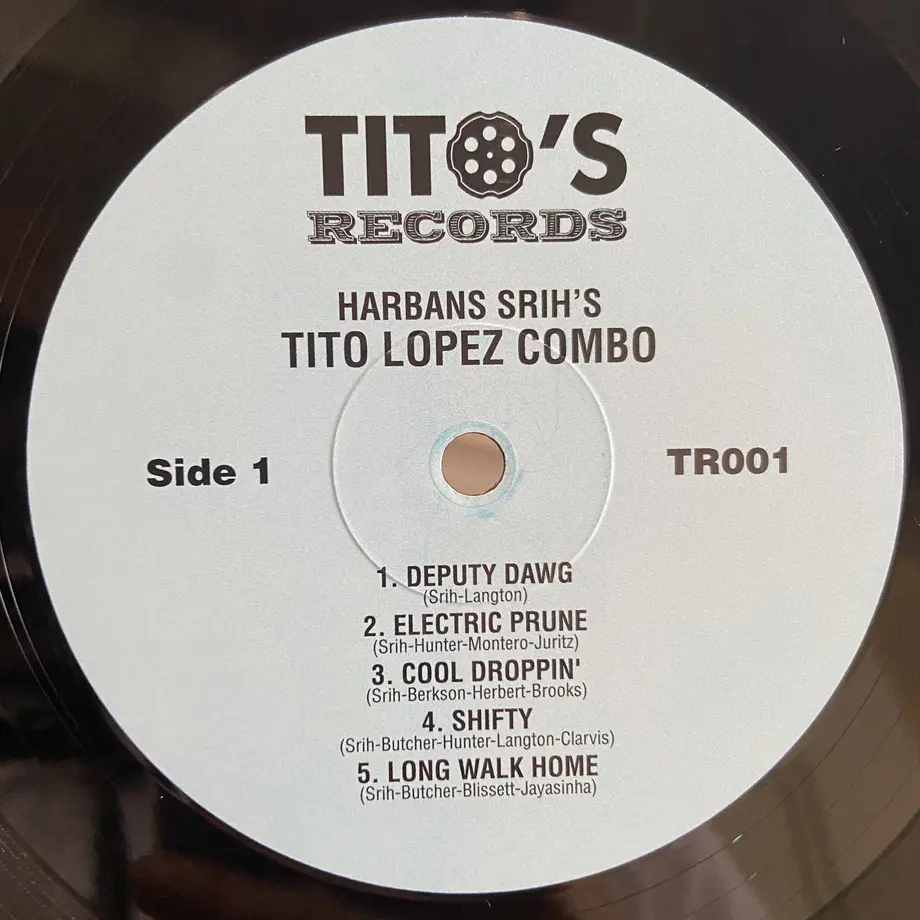 TITO'S
RECORDS
HARBANS SRIH'S
TITO LOPEZ COMBO
Side 1
TR001
1. DEPUTY DAWG
(Srih-Langton)
2. ELECTRIC PRUNE
(Srih-Hunter-Montero-Juritz)
3. COOL DROPPIN'
(Srih-Berkson-Herbert-Brooks)
4. SHIFTY
(Srih-Butcher-Hunter-Langton-Clarvis)
5. LONG WALK HOME
(Srih-Butcher-Blissett-Jayasinha)